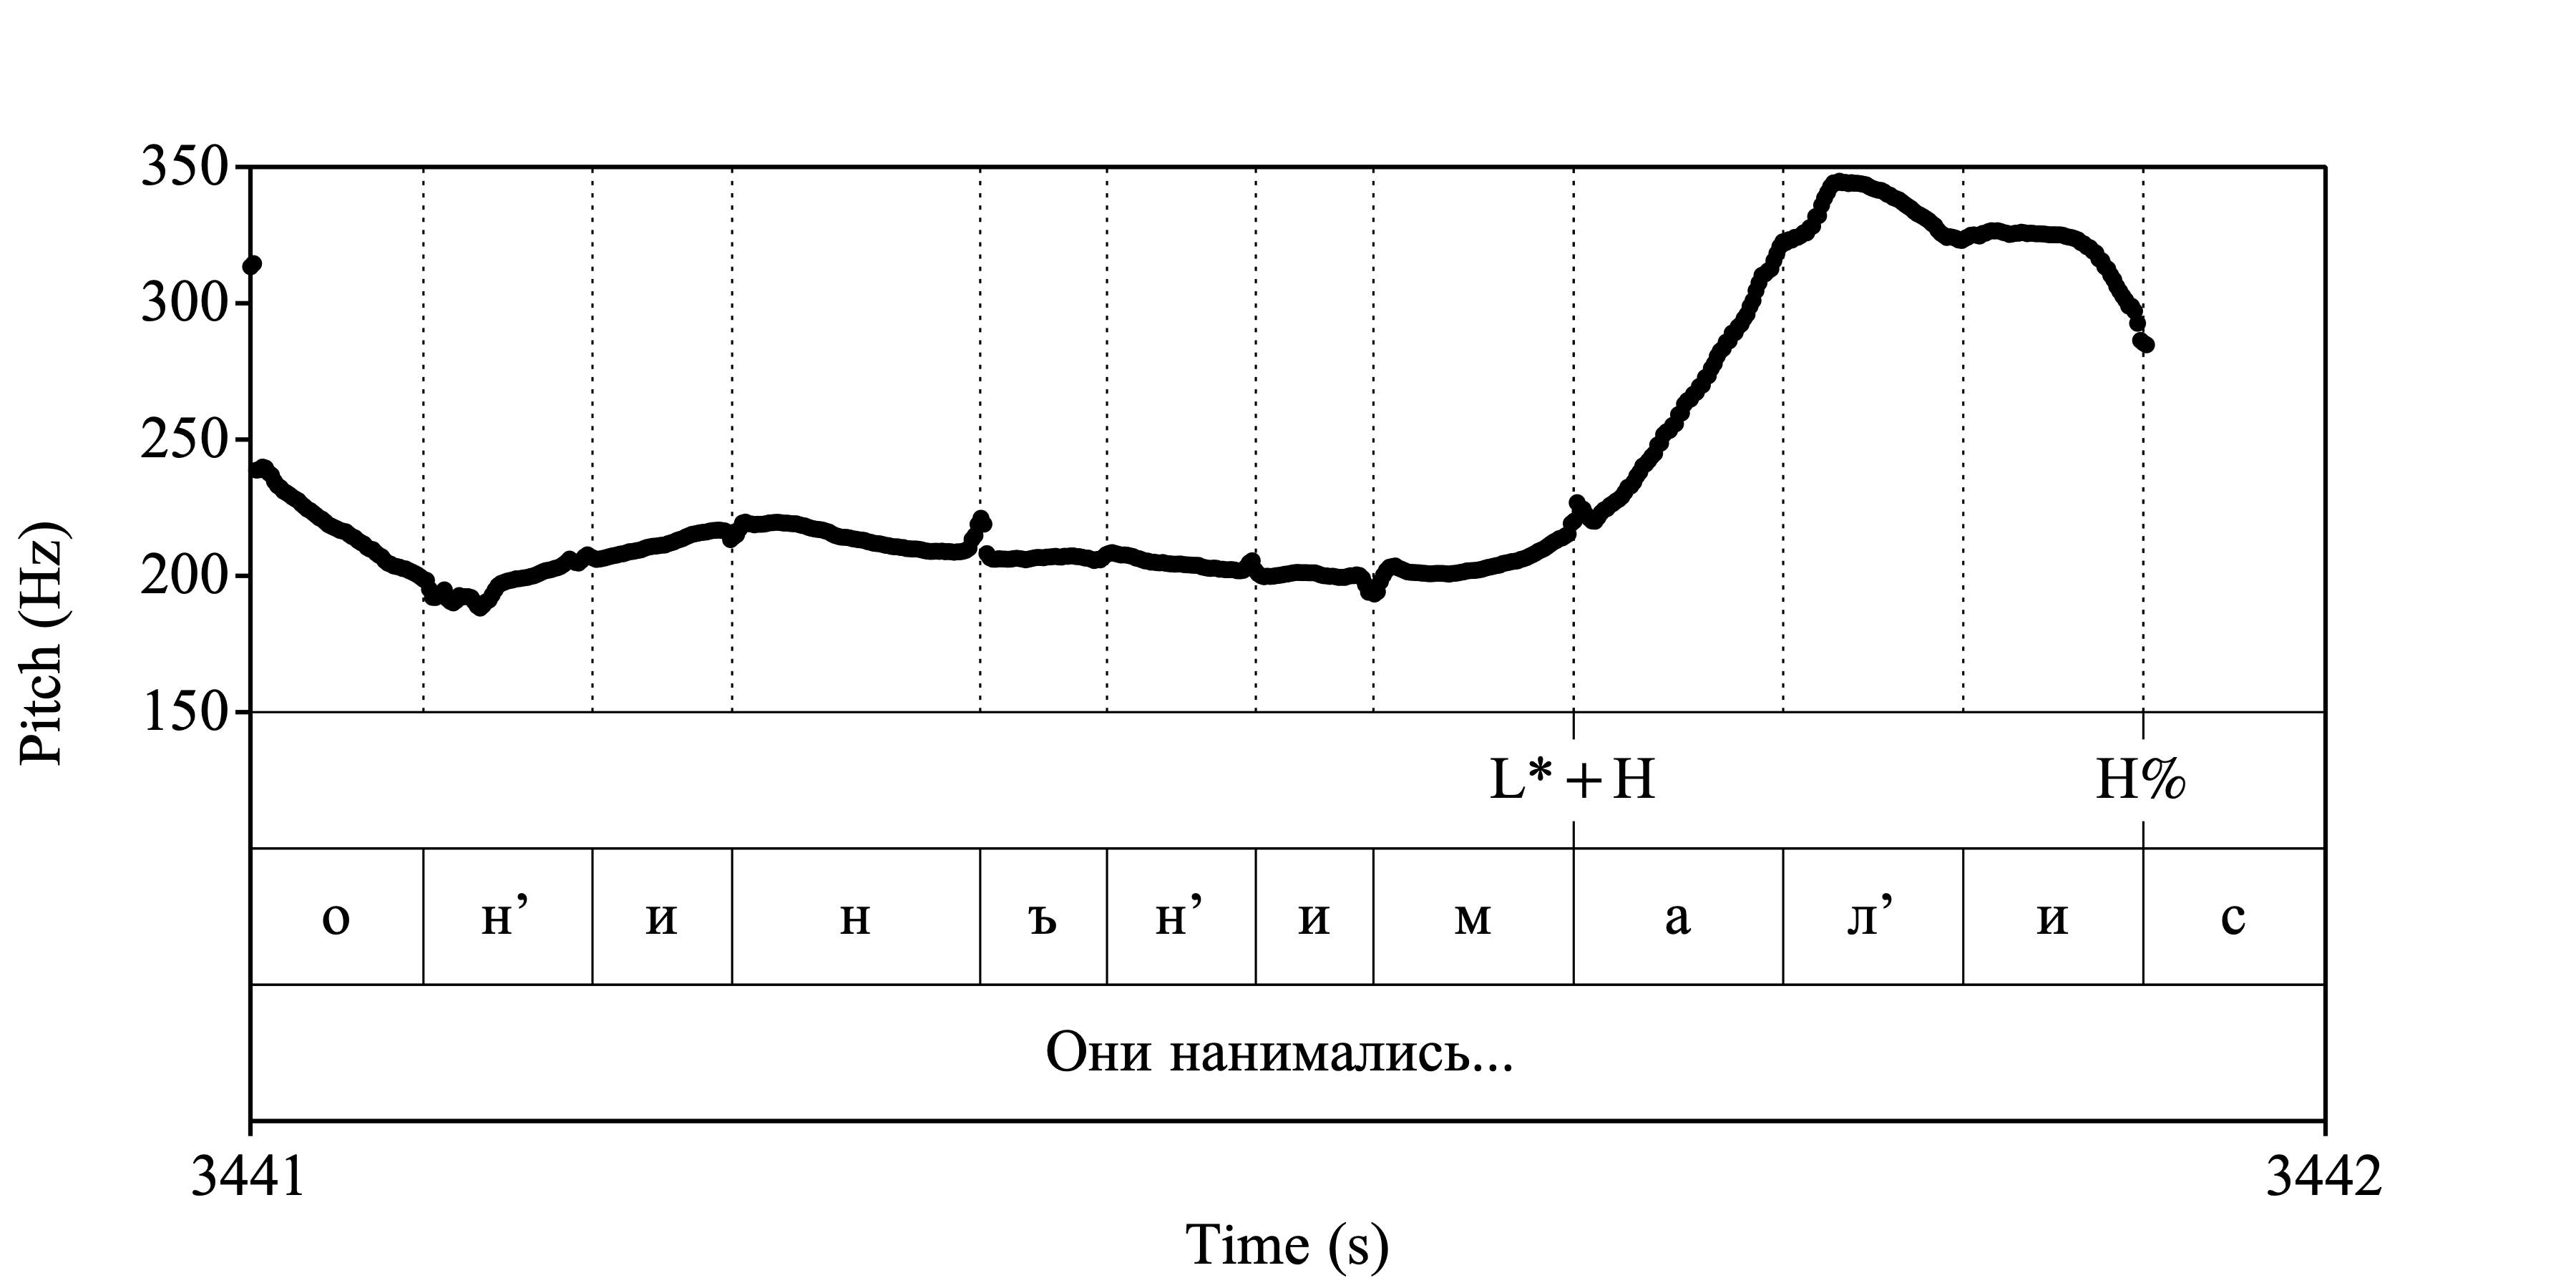 350
300
250
200
150
Pitch (Hz)
L*+H H%
о н’ и н ъ н’ и м а л’ и с
Они нанимались...
3441 3442
Time (s)